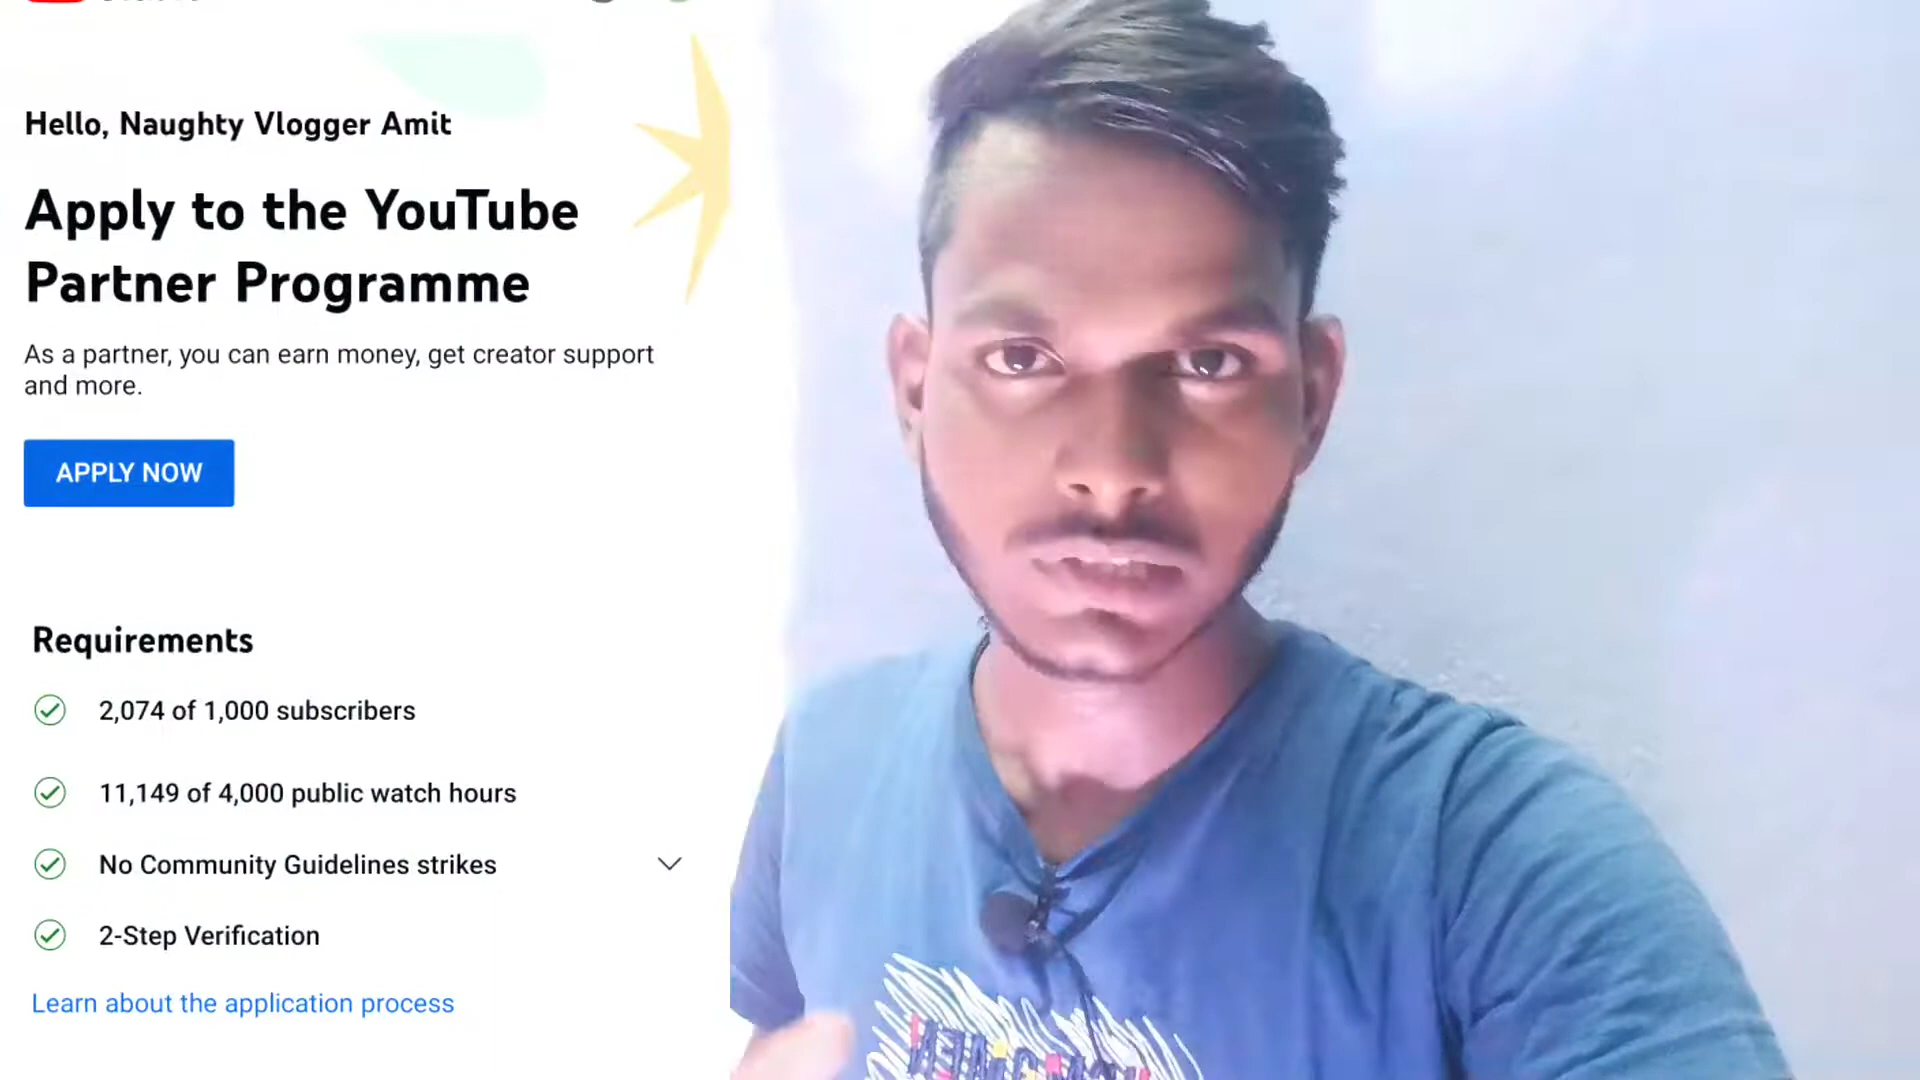 Hello, Naughty Vlogger Amit
Apply to the YouTube
Partner Programme
As a partner, you can earn money, get creator support
and more.
APPLY NOW
Requirements
2,074 of 1,000 subscribers
11,149 of 4,000 public watch hours
No Community Guidelines strikes
2-Step Verification
Learn about the application process